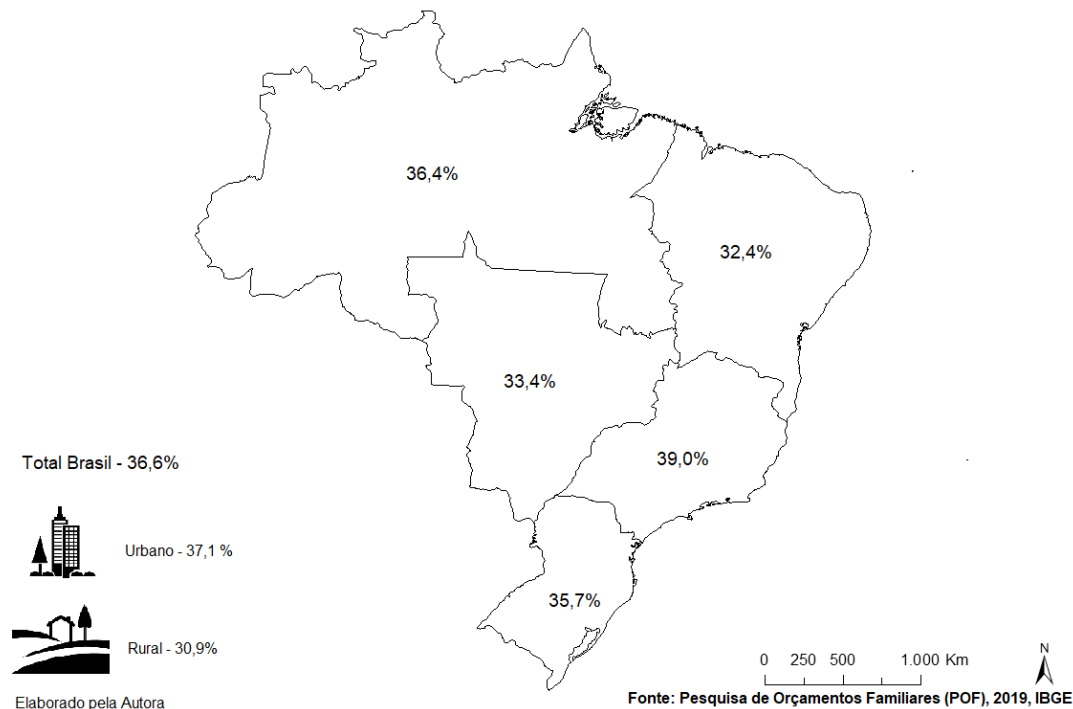 36,4%
32,4%
33,4%
39,0%
Total Brasil - 36,6%
Urbano - 37,1 %
35,7%
Rural - 30,9%
N
0 250 500 1.000 Km
Elaborado pela Autora
Fonte: Pesquisa de Orçamentos Familiares (POF), 2019, IBGE